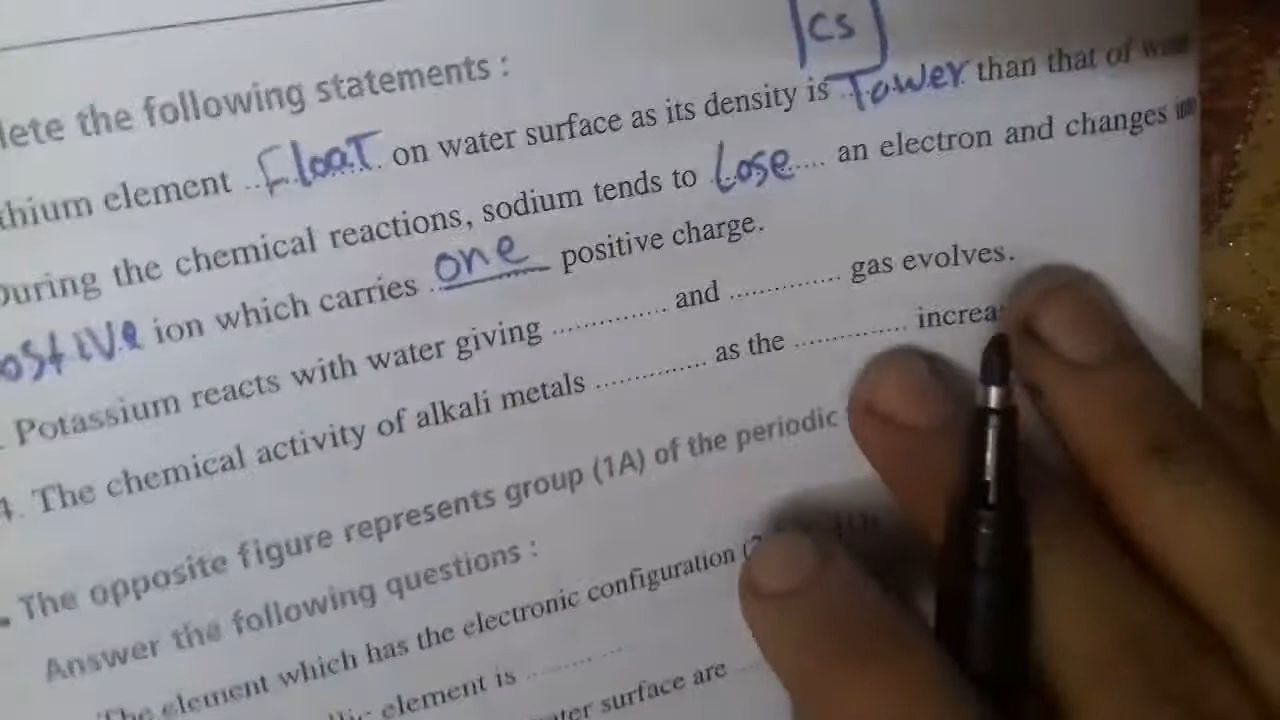 cs
lete the following statements :
thium element Float on water surface as its density is Tower than that of
During the chemical reactions, sodium tends to Lose an electron and changes
ostive ion which carries one positive charge.
. Potassium reacts with water giving .............. and .............. gas evolves.
4. The chemical activity of alkali metals .............. as the .............. increa
The opposite figure represents group (1A) of the periodic
Answer the following questions :
The element which has the electronic configuration
element is ..............
surface are